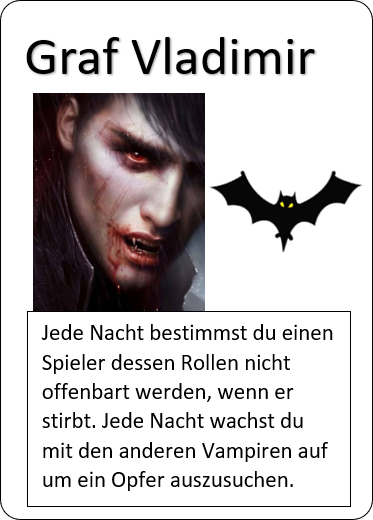 Graf Vladimir
Jede Nacht bestimmst du einen
Spieler dessen Rollen nicht
offenbart werden, wenn er
stirbt. Jede Nacht wachst du
mit den anderen Vampiren auf
um ein Opfer auszusuchen.